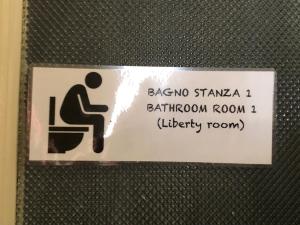 BAGNO STANZA 1
BATHROOM ROOM 1
(Liberty room)